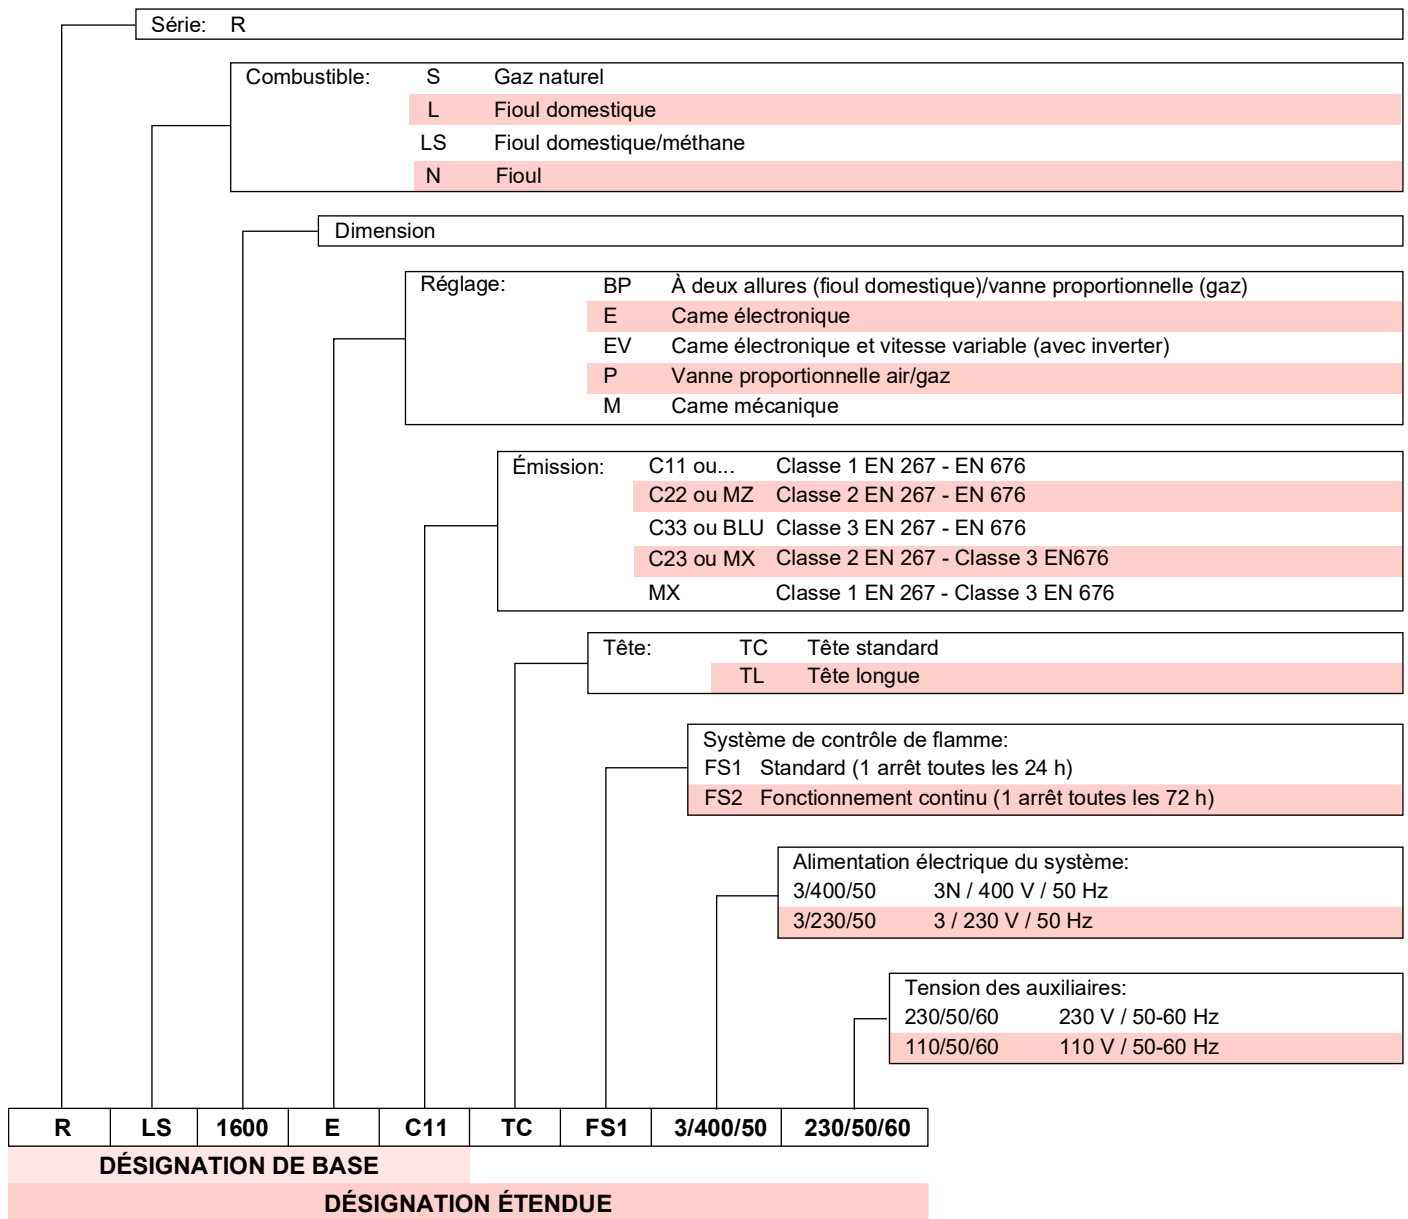 Série: R
Combustible: S Gaz naturel
L Fioul domestique
LS Fioul domestique/méthane
N Fioul
Dimension
Réglage: BP À deux allures (fioul domestique)/vanne proportionnelle (gaz)
E Came électronique
EV Came électronique et vitesse variable (avec inverter)
P Vanne proportionnelle air/gaz
M Came mécanique
Émission: C11 ou... Classe 1 EN 267 - EN 676
C22 ou MZ Classe 2 EN 267 - EN 676
C33 ou BLU Classe 3 EN 267 - EN 676
C23 ou MX Classe 2 EN 267 - Classe 3 EN676
MX Classe 1 EN 267 - Classe 3 EN 676
Tête: TC Tête standard
TL Tête longue
Système de contrôle de flamme:
FS1 Standard (1 arrêt toutes les 24 h)
FS2 Fonctionnement continu (1 arrêt toutes les 72 h)
Alimentation électrique du système:
3/400/50 3N / 400 V / 50 Hz
3/230/50 3 / 230 V / 50 Hz
Tension des auxiliaires:
230/50/60 230 V / 50-60 Hz
110/50/60 110 V / 50-60 Hz
R LS 1600 E C11 TC FS1 3/400/50 230/50/60
DÉSIGNATION DE BASE
DÉSIGNATION ÉTENDUE